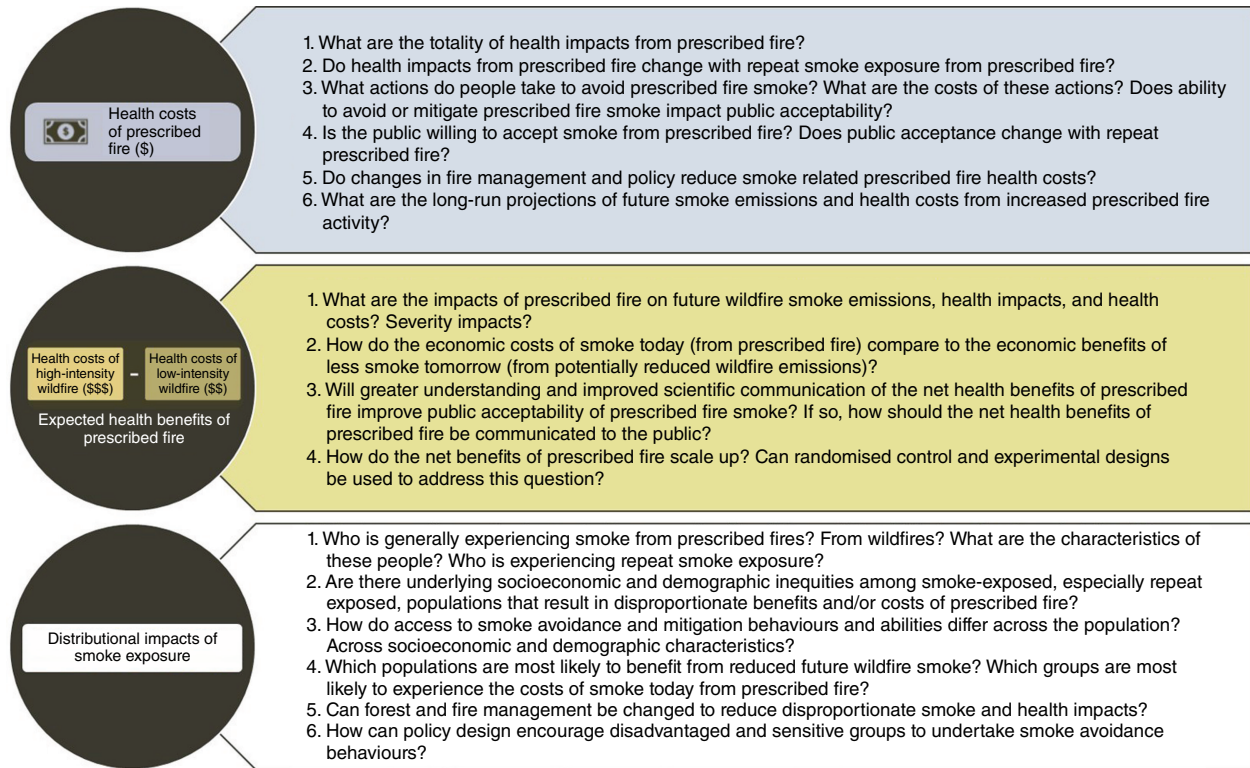 Health costs
of prescribed
fire ($)
1. What are the totality of health impacts from prescribed fire?
2. Do health impacts from prescribed fire change with repeat smoke exposure from prescribed fire?
3. What actions do people take to avoid prescribed fire smoke? What are the costs of these actions? Does ability
to avoid or mitigate prescribed fire smoke impact public acceptability?
4. Is the public willing to accept smoke from prescribed fire? Does public acceptance change with repeat
prescribed fire?
5. Do changes in fire management and policy reduce smoke related prescribed fire health costs?
6. What are the long-run projections of future smoke emissions and health costs from increased prescribed fire
activity?
Health costs of
high-intensity
wildfire ($$$)
-
Health costs of
low-intensity
wildfire ($$)
Expected health benefits of
prescribed fire
1. What are the impacts of prescribed fire on future wildfire smoke emissions, health impacts, and health
costs? Severity impacts?
2. How do the economic costs of smoke today (from prescribed fire) compare to the economic benefits of
less smoke tomorrow (from potentially reduced wildfire emissions)?
3. Will greater understanding and improved scientific communication of the net health benefits of prescribed
fire improve public acceptability of prescribed fire smoke? If so, how should the net health benefits of
prescribed fire be communicated to the public?
4. How do the net benefits of prescribed fire scale up? Can randomised control and experimental designs
be used to address this question?
Distributional impacts of
smoke exposure
1. Who is generally experiencing smoke from prescribed fires? From wildfires? What are the characteristics of
these people? Who is experiencing repeat smoke exposure?
2. Are there underlying socioeconomic and demographic inequities among smoke-exposed, especially repeat
exposed, populations that result in disproportionate benefits and/or costs of prescribed fire?
3. How do access to smoke avoidance and mitigation behaviours and abilities differ across the population?
Across socioeconomic and demographic characteristics?
4. Which populations are most likely to benefit from reduced future wildfire smoke? Which groups are most
likely to experience the costs of smoke today from prescribed fire?
5. Can forest and fire management be changed to reduce disproportionate smoke and health impacts?
6. How can policy design encourage disadvantaged and sensitive groups to undertake smoke avoidance
behaviours?